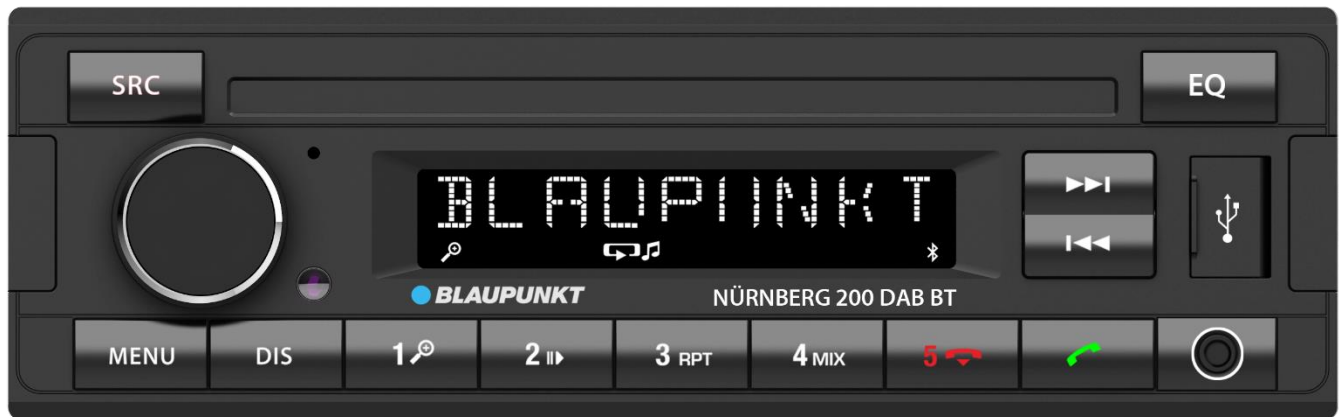 SRC
EQ
BLAUPUNKT
BLAUPUNKT
NÜRNBERG 200 DAB BT
MENU
DIS
1
2
3 RPT
4 MIX
5